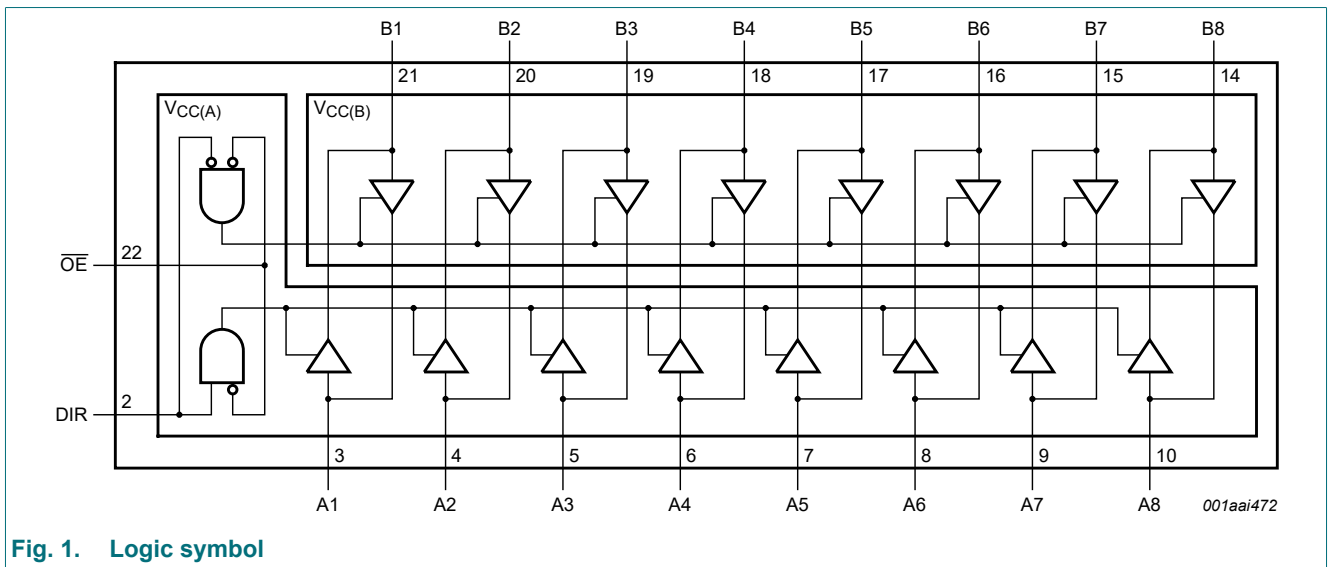 B1 B2 B3 B4 B5 B6 B7 B8
21 20 19 18 17 16 15 14
VCC(A) VCC(B)
OE 22
DIR 2
3 4 5 6 7 8 9 10
A1 A2 A3 A4 A5 A6 A7 A8 001aai472
Fig. 1. Logic symbol